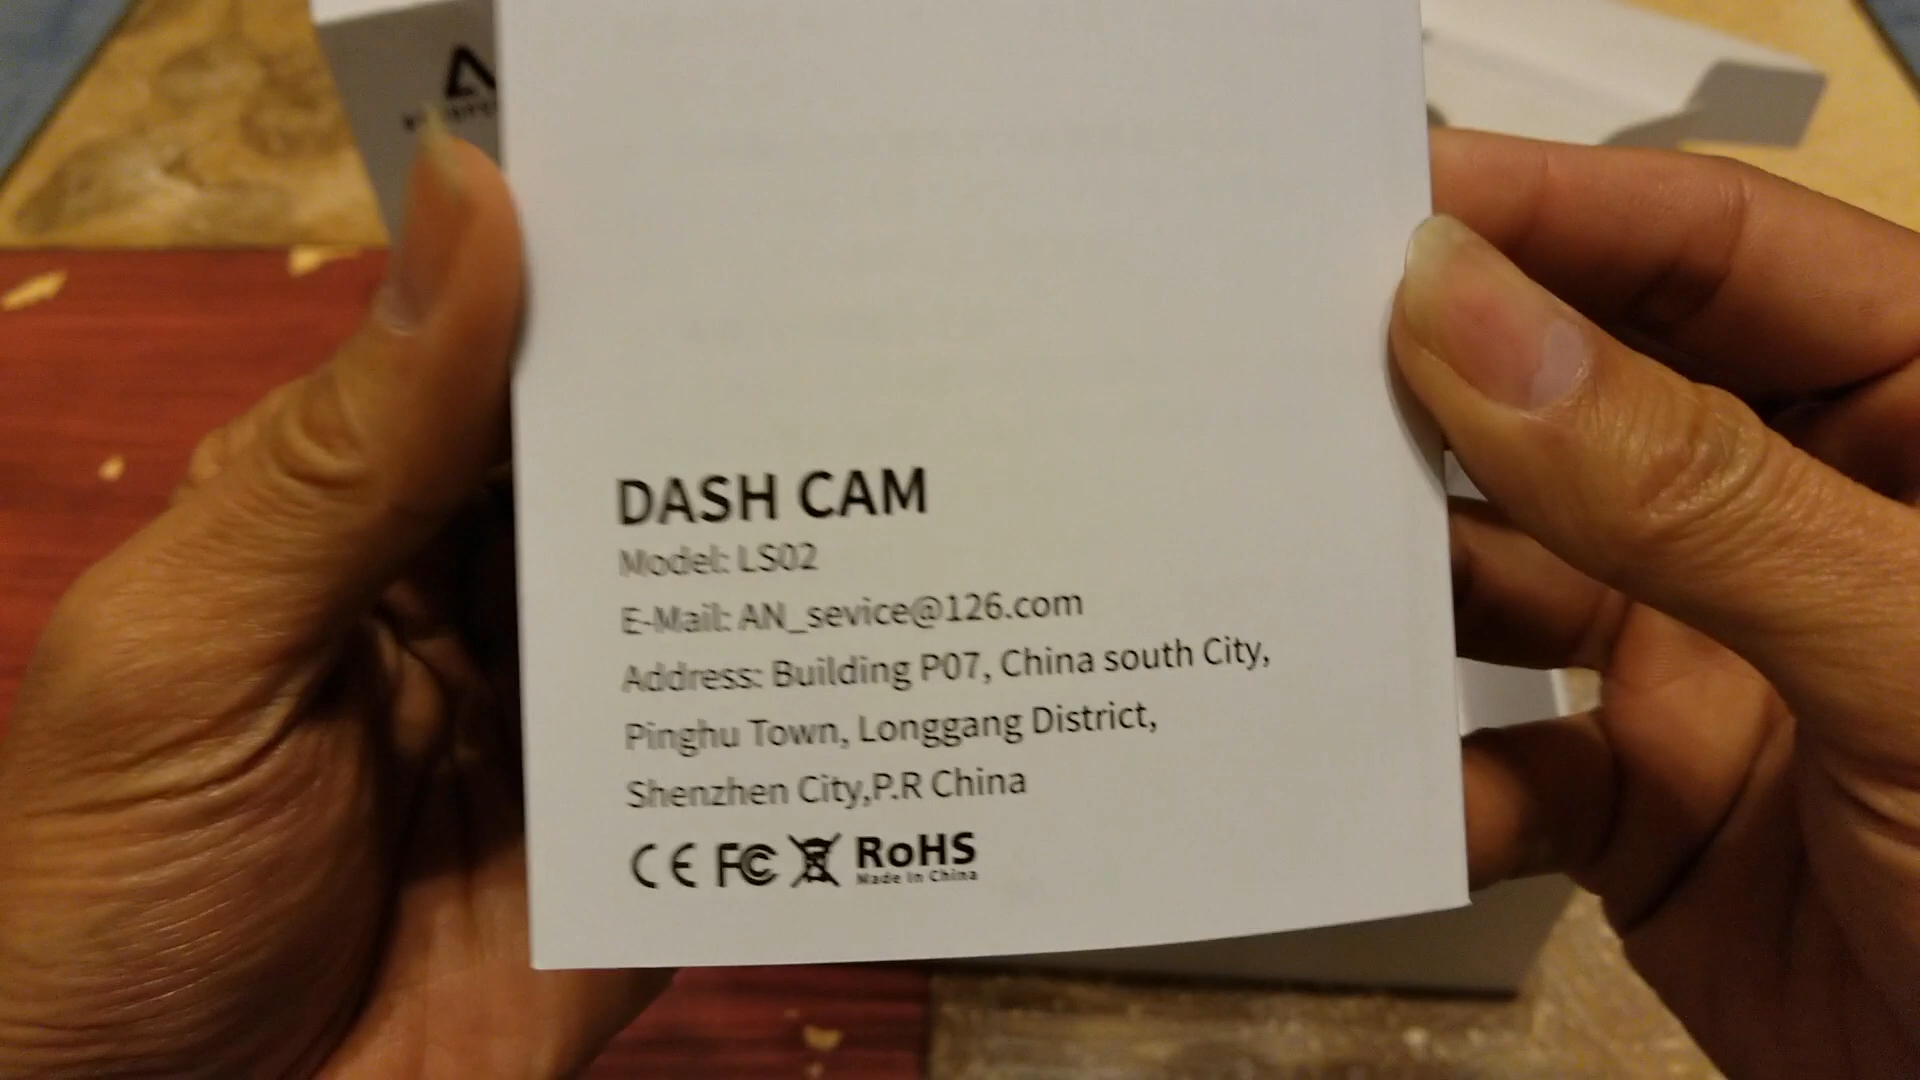 DASH CAM
Model: LS02
E-Mail: AN_sevice@126.com
Address: Building P07, China south City,
Pinghu Town, Longgang District,
Shenzhen City,P.R China
CE FC RoHS
Made in China